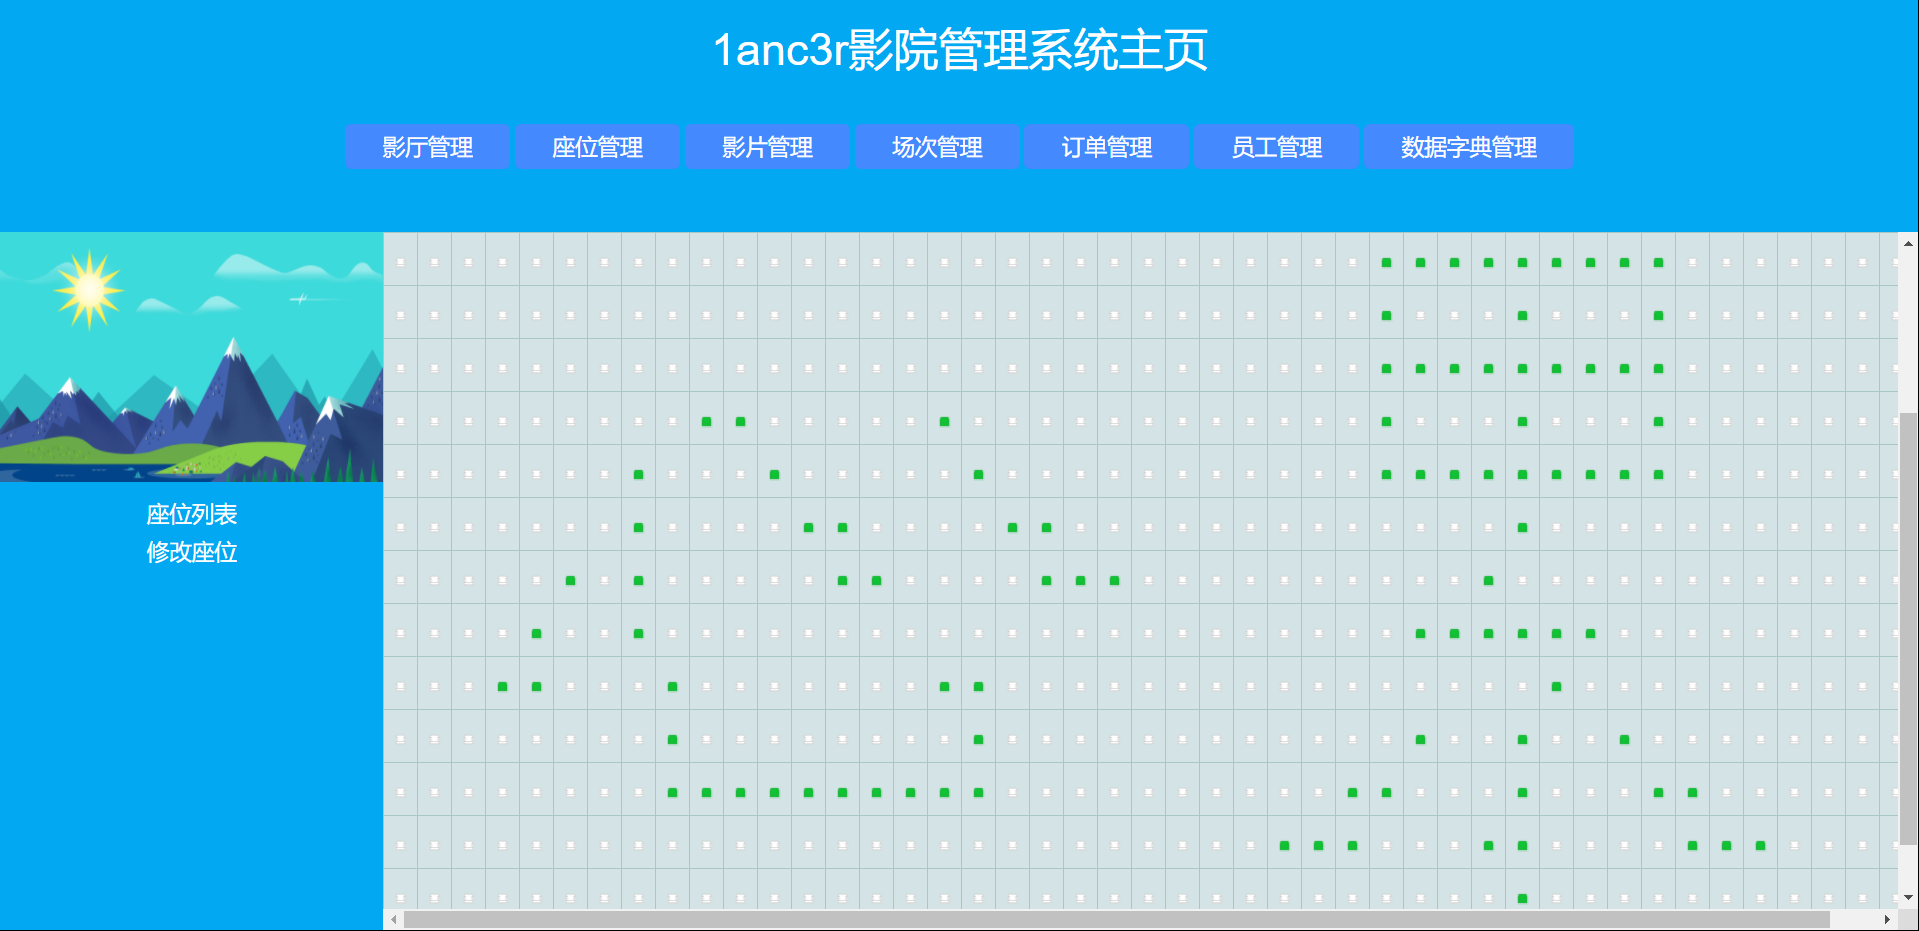 1anc3r影院管理系统主页
影厅管理 座位管理 影片管理 场次管理 订单管理 员工管理 数据字典管理
座位列表
修改座位